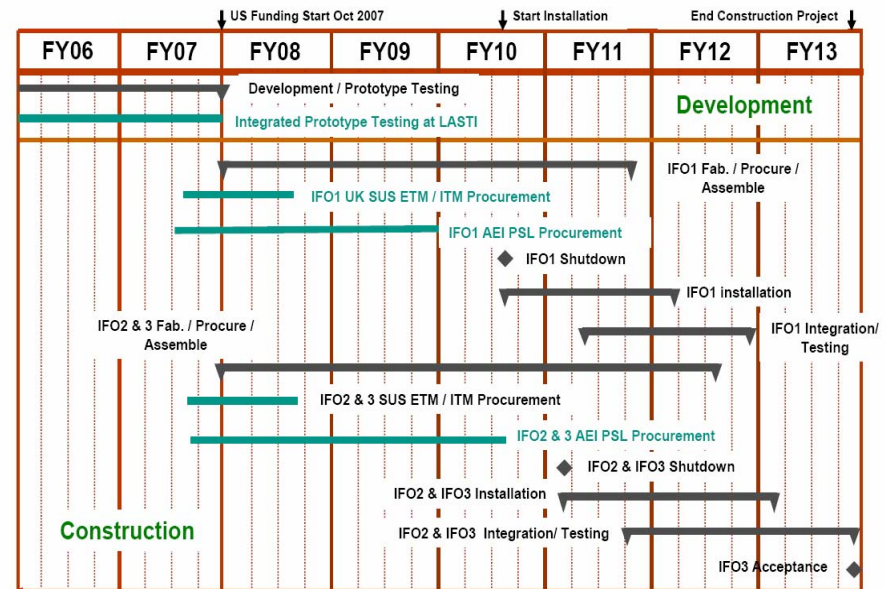 US Funding Start Oct 2007
Start Installation
End Construction Project
FY06
FY07
FY08
FY09
FY10
FY11
FY12
FY13
Development / Prototype Testing
Development
Integrated Prototype Testing at LASTI
IFO1 Fab. / Procure /
Assemble
IFO1 UK SUS ETM / ITM Procurement
IFO1 AEI PSL Procurement
IFO1 Shutdown
IFO1 installation
IFO2 & 3 Fab. / Procure /
Assemble
IFO1 Integration/
Testing
IFO2 & 3 SUS ETM / ITM Procurement
IFO2 & 3 AEI PSL Procurement
IFO2 & IFO3 Shutdown
IFO2 & IFO3 Installation
Construction
IFO2 & IFO3 Integration/ Testing
IFO3 Acceptance